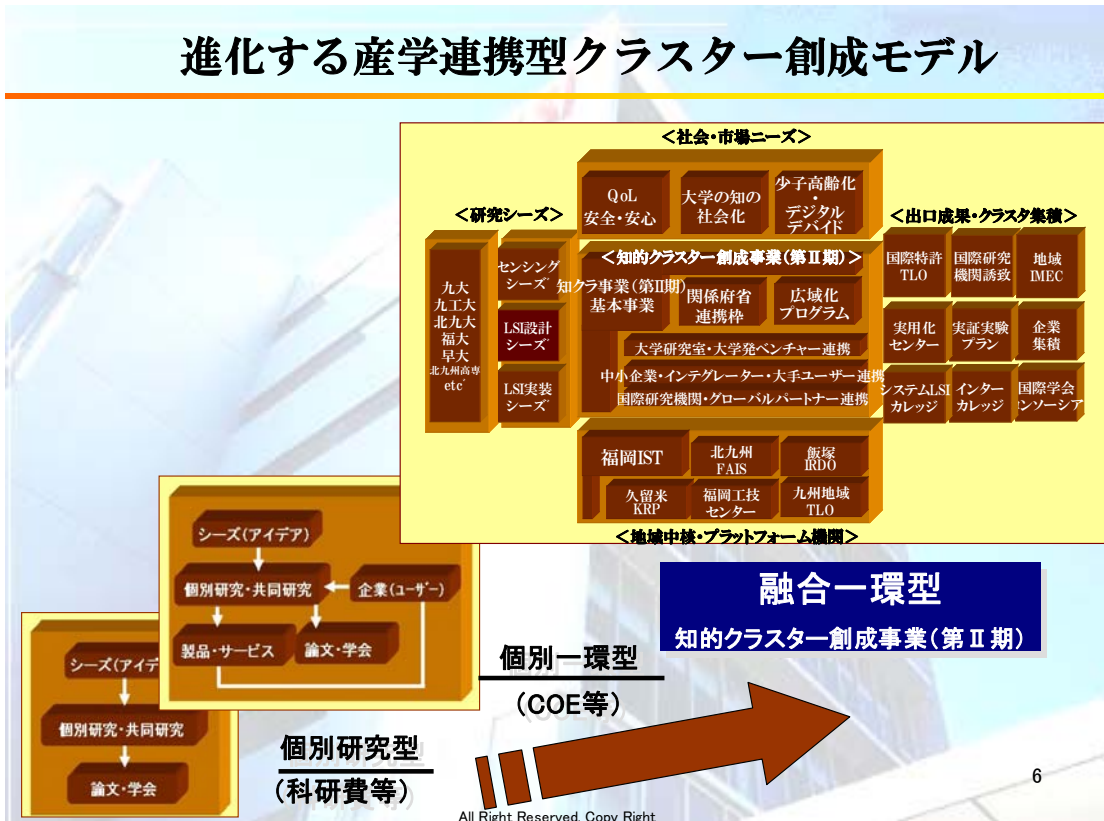 進化する産学連携型クラスター創成モデル
＜社会・市場ニーズ＞
QoL
安全・安心
大学の知の
社会化
少子高齢化
・
デジタル
デバイド
＜研究シーズ＞
九大
九工大
北九大
福大
早大
北九州高専
etc
センシング
シーズ
LSI設計
シーズ
LSI実装
シーズ
＜知的クラスター創成事業(第Ⅱ期)＞
知クラ事業(第Ⅱ期)
基本事業
関係府省
連携枠
広域化
プログラム
大学研究室・大学発ベンチャー連携
中小企業・インテグレーター・大手ユーザー連携
国際研究機関・グローバルパートナー連携
＜出口成果・クラスタ集積＞
国際特許
TLO
国際研究
機関誘致
地域
IMEC
実用化
センター
実証実験
プラン
企業
集積
システムLSI
カレッジ
インター
カレッジ
国際学会
コンソーシア
福岡IST
北九州
FAIS
飯塚
IRDO
久留米
KRP
福岡工技
センター
九州地域
TLO
＜地域中核・プラットフォーム機関＞
シーズ(アイデア)
個別研究・共同研究
企業(ユーザー)
製品・サービス
論文・学会
シーズ(アイデ
個別研究・共同研究
論文・学会
個別研究型
(科研費等)
個別一環型
(COE等)
融合一環型
知的クラスター創成事業(第Ⅱ期)
6
All Right Reserved, Copy Right